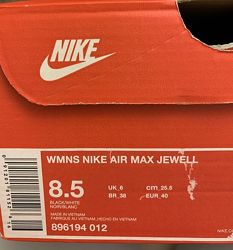 NIKE
WMNS NIKE AIR MAX JEWELL
8.5
UK_6
cm_25.5
BR_38
EUR_40
BLACK/WHITE
NOIR/BLANC
MADE IN VIETNAM
FABRIQUÉ AU VIETNAM, HECHO EN VIETNAM
896194 012